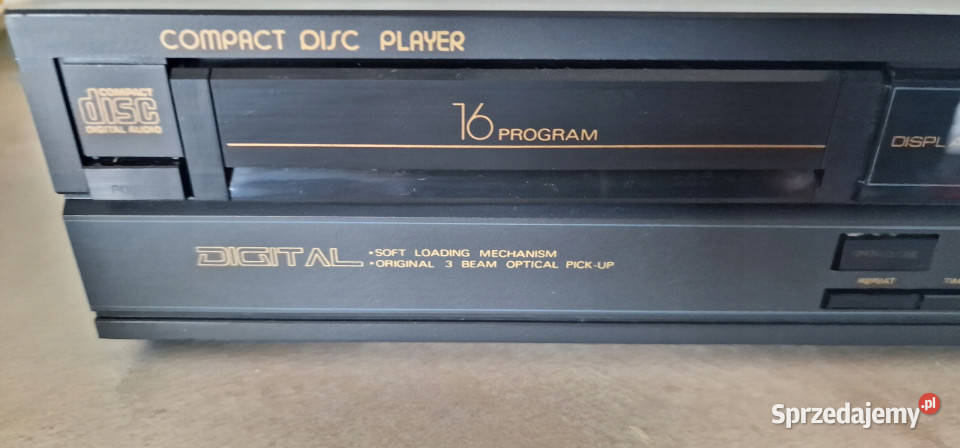 COMPACT DISC PLAYER
COMPACT
disc
DIGITAL AUDIO
16 PROGRAM
DIGITAL
•SOFT LOADING MECHANISM
•ORIGINAL 3 BEAM OPTICAL PICK-UP
REPEAT
Sprzedajemy.pl